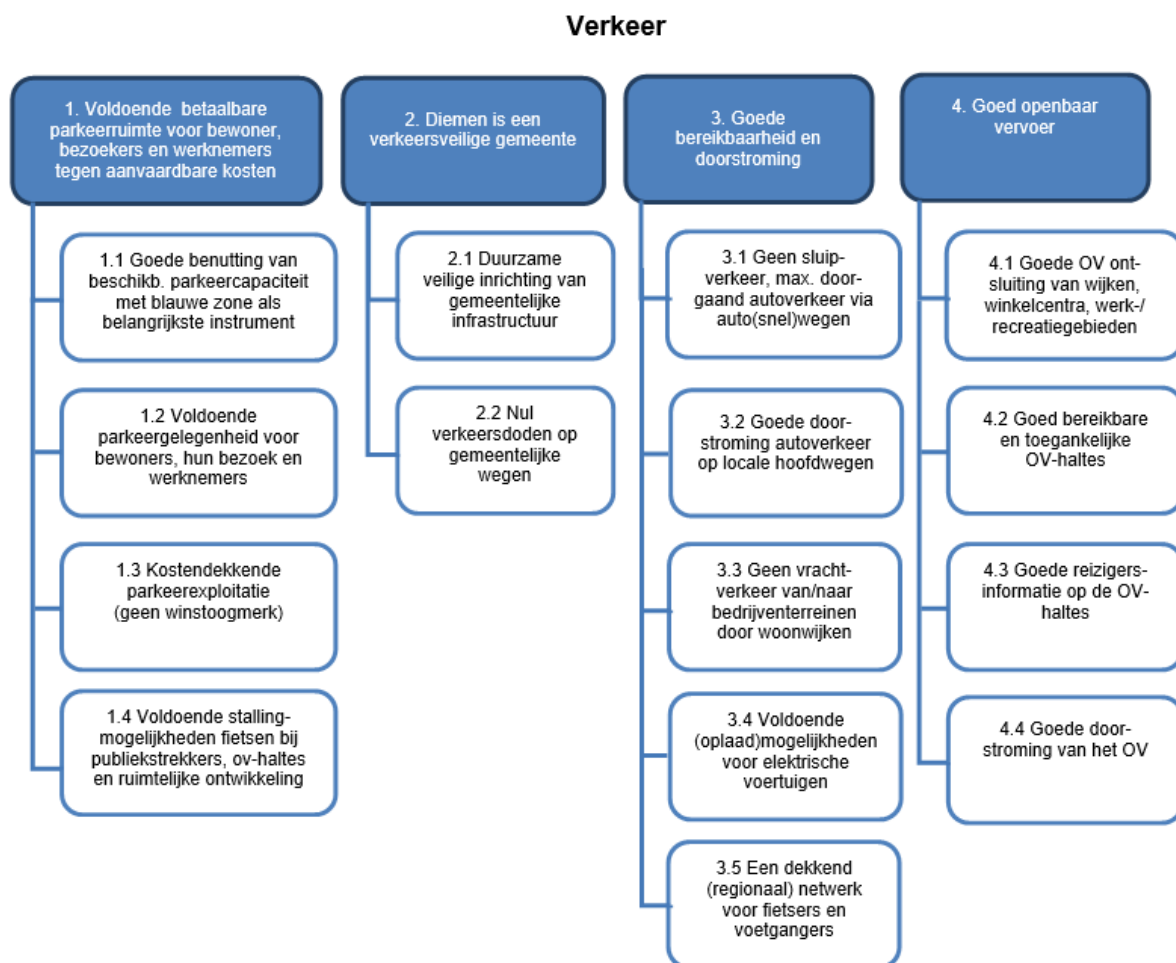 Verkeer
1. Voldoende betaalbare
parkeerruimte voor bewoner,
bezoekers en werknemers
tegen aanvaardbare kosten
1.1 Goede benutting van
beschikb. parkeercapaciteit
met blauwe zone als
belangrijkste instrument
1.2 Voldoende
parkeergelegenheid voor
bewoners, hun bezoek en
werknemers
1.3 Kostendekkende
parkeerexploitatie
(geen winstoogmerk)
1.4 Voldoende stalling-
mogelijkheden fietsen bij
publiekstrekkers, ov-haltes
en ruimtelijke ontwikkeling
2. Diemen is een
verkeersveilige gemeente
2.1 Duurzame
veilige inrichting van
gemeentelijke
infrastructuur
2.2 Nul
verkeersdoden op
gemeentelijke
wegen
3. Goede
bereikbaarheid en
doorstroming
3.1 Geen sluip-
verkeer, max. door-
gaand autoverkeer via
auto(snel)wegen
3.2 Goede door-
stroming autoverkeer
op locale hoofdwegen
3.3 Geen vracht-
verkeer van/naar
bedrijventerreinen
door woonwijken
3.4 Voldoende
(oplaad)mogelijkheden
voor elektrische
voertuigen
3.5 Een dekkend
(regionaal) netwerk
voor fietsers en
voetgangers
4. Goed openbaar
vervoer
4.1 Goede OV ont-
sluiting van wijken,
winkelcentra, werk-/
recreatiegebieden
4.2 Goed bereikbare
en toegankelijke
OV-haltes
4.3 Goede reizigers-
informatie op de OV-
haltes
4.4 Goede door-
stroming van het OV